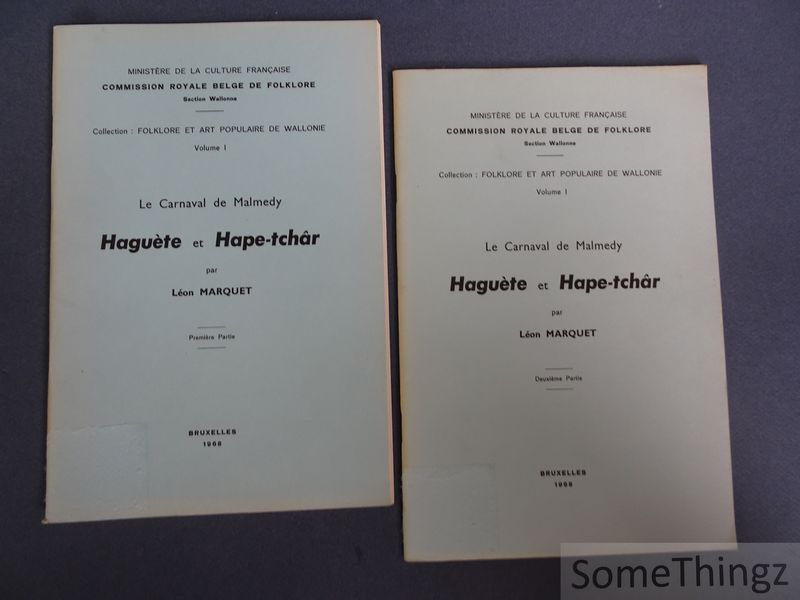 MINISTÈRE DE LA CULTURE FRANÇAISE
COMMISSION ROYALE BELGE DE FOLKLORE
Section Wallonne
Collection : FOLKLORE ET ART POPULAIRE DE WALLONIE
Volume I
Le Carnaval de Malmedy
Haguète et Hape-tchâr
par
Léon MARQUET
Première Partie
BRUXELLES
1968
MINISTÈRE DE LA CULTURE FRANÇAISE
COMMISSION ROYALE BELGE DE FOLKLORE
Section Wallonne
Collection : FOLKLORE ET ART POPULAIRE DE WALLONIE
Volume I
Le Carnaval de Malmedy
Haguète et Hape-tchâr
par
Léon MARQUET
Deuxième Partie
BRUXELLES
1968
SomeThingz